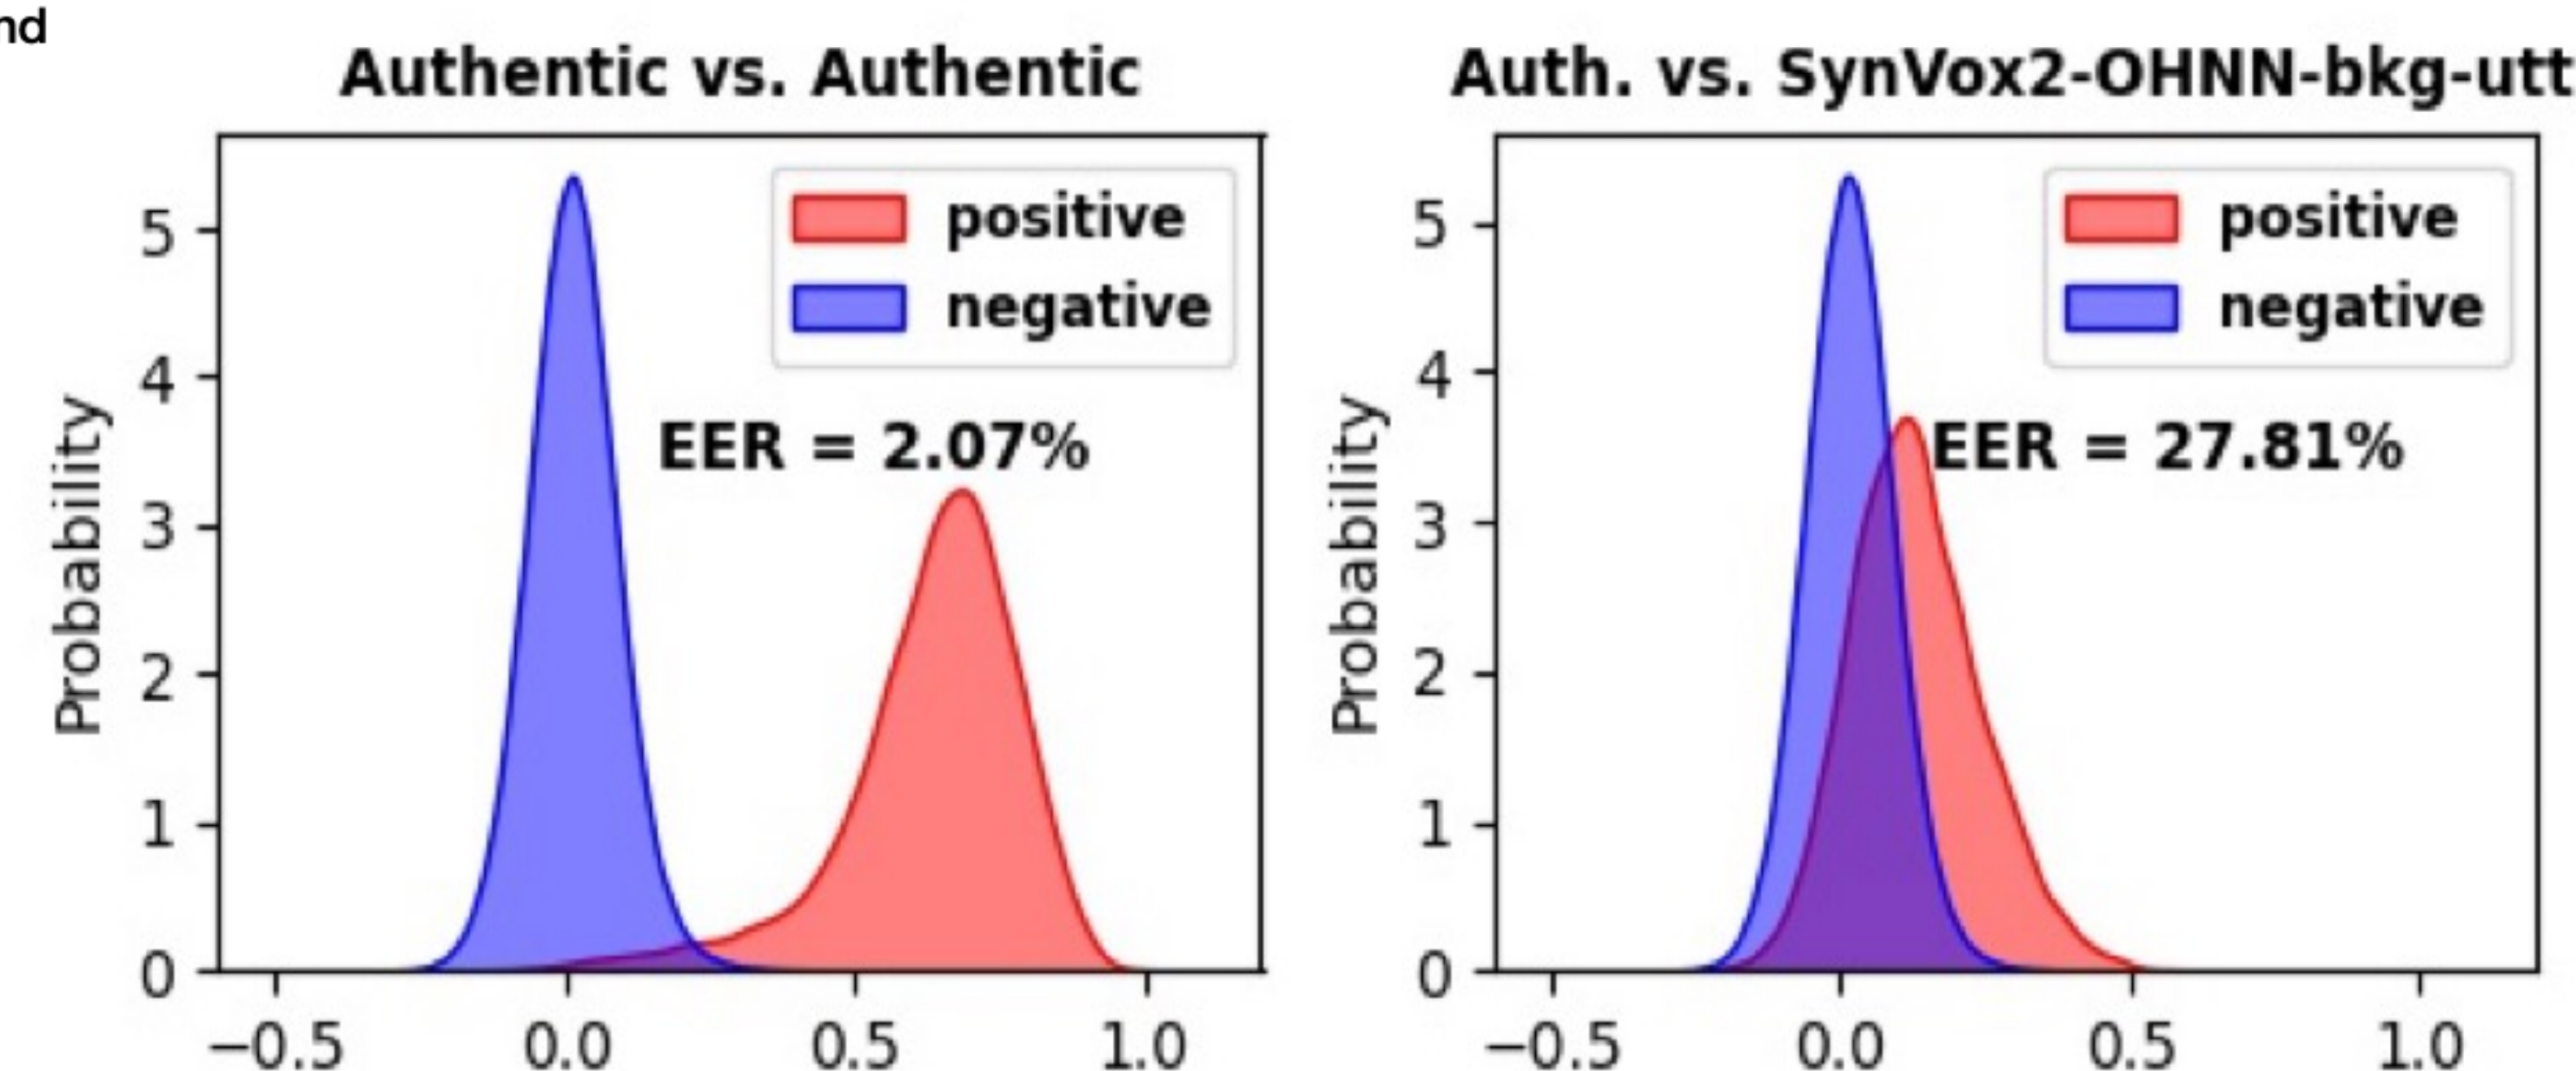 nd
Authentic vs. Authentic
positive
negative
EER = 2.07%
Probability
5
4
3
2
1
0
−0.5 0.0 0.5 1.0
Auth. vs. SynVox2-OHNN-bkg-utt
positive
negative
EER = 27.81%
Probability
5
4
3
2
1
0
−0.5 0.0 0.5 1.0